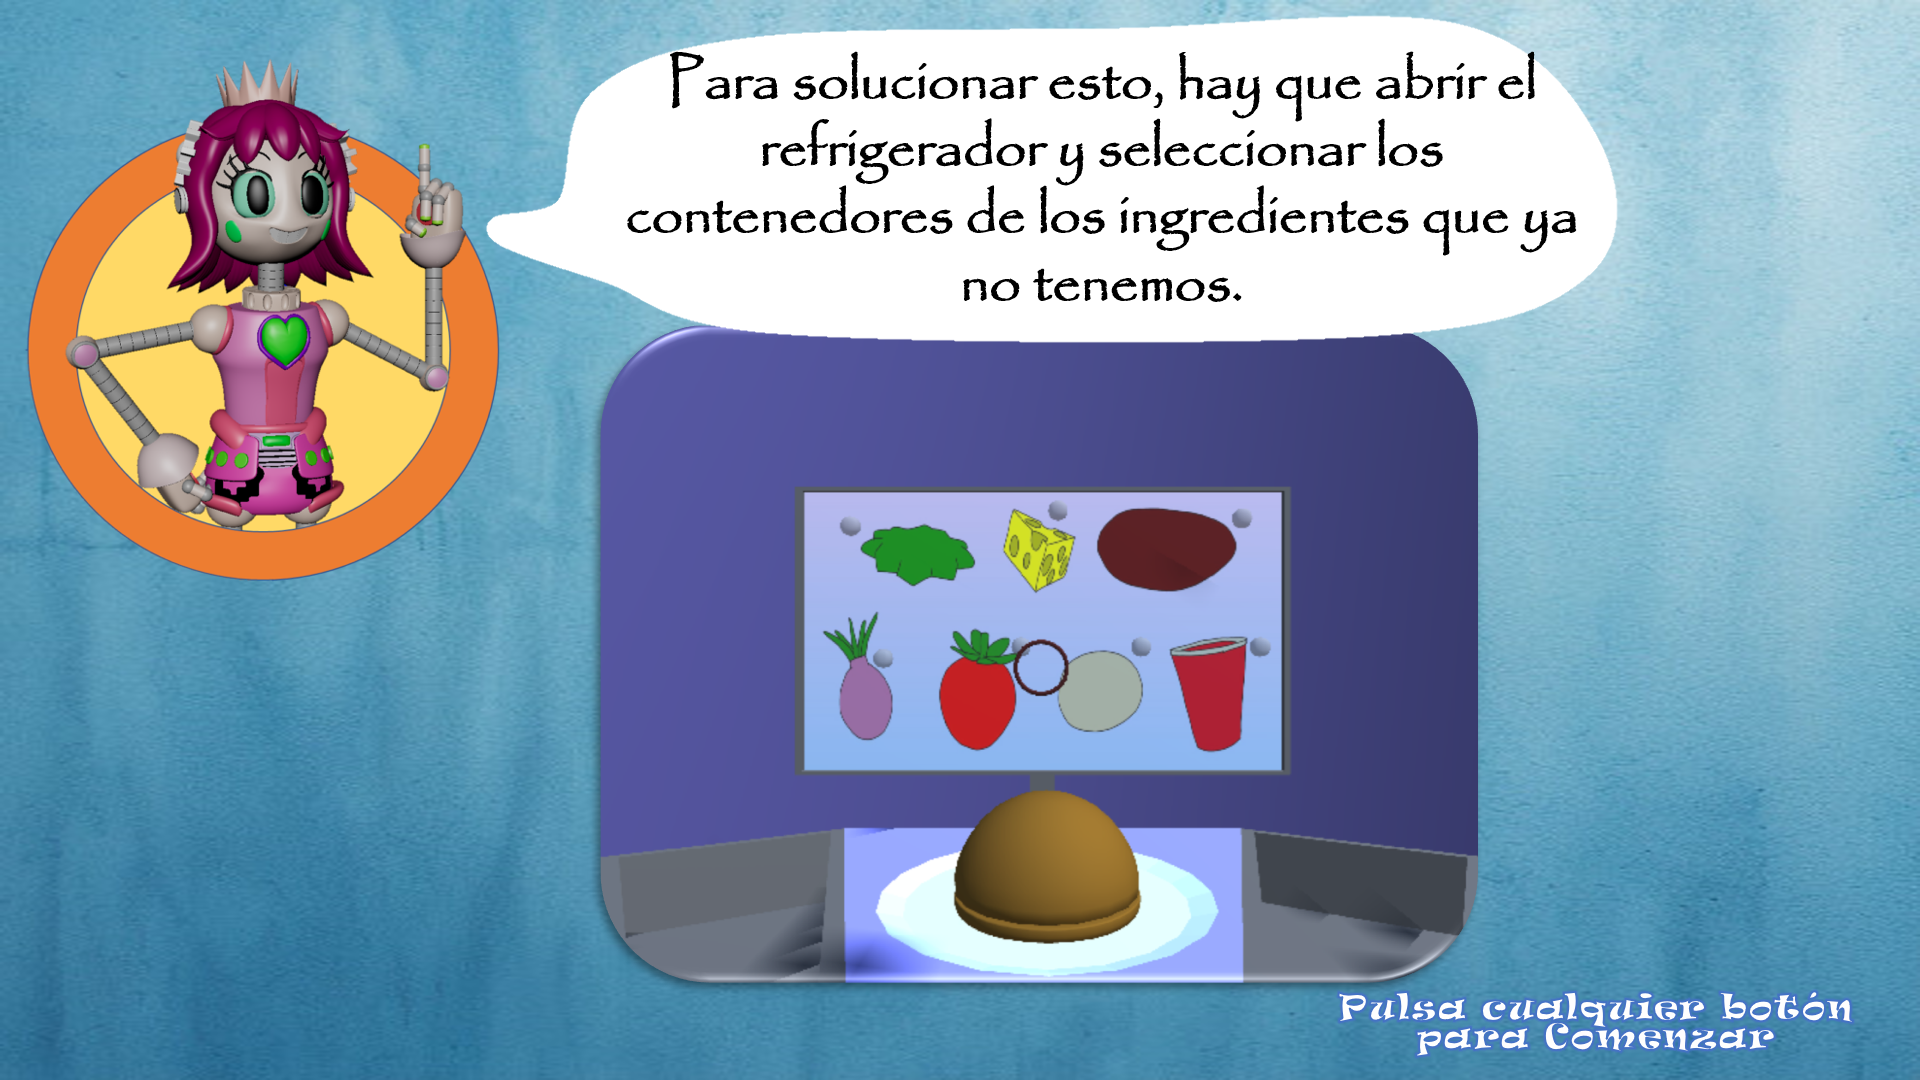 Para solucionar esto, hay que abrir el
refrigerador y seleccionar los
contenedores de los ingredientes que ya
no tenemos.
Pulsa cualquier botón
para Comenzar